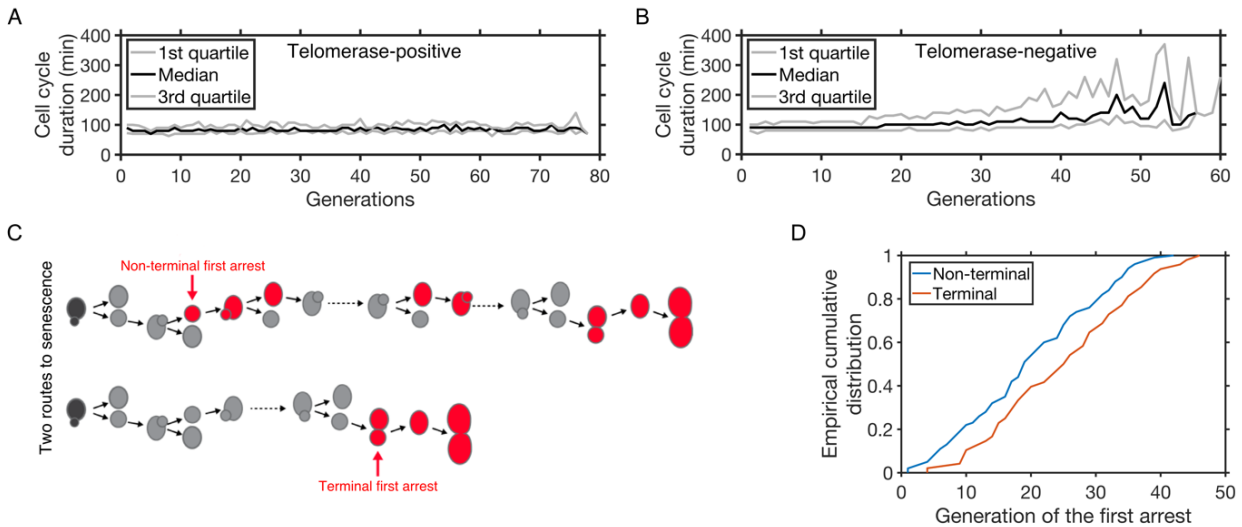 A
Cell cycle
duration (min)
400
300
200
100
0
1st quartile
Median
3rd quartile
Telomerase-positive
0 10 20 30 40 50 60 70 80
Generations
B
Cell cycle
duration (min)
400
300
200
100
0
1st quartile
Median
3rd quartile
Telomerase-negative
0 10 20 30 40 50 60
Generations
C
Two routes to senescence
Non-terminal first arrest
Terminal first arrest
D
Empirical cumulative
distribution
1
0.8
0.6
0.4
0.2
0
Non-terminal
Terminal
0 10 20 30 40 50
Generation of the first arrest